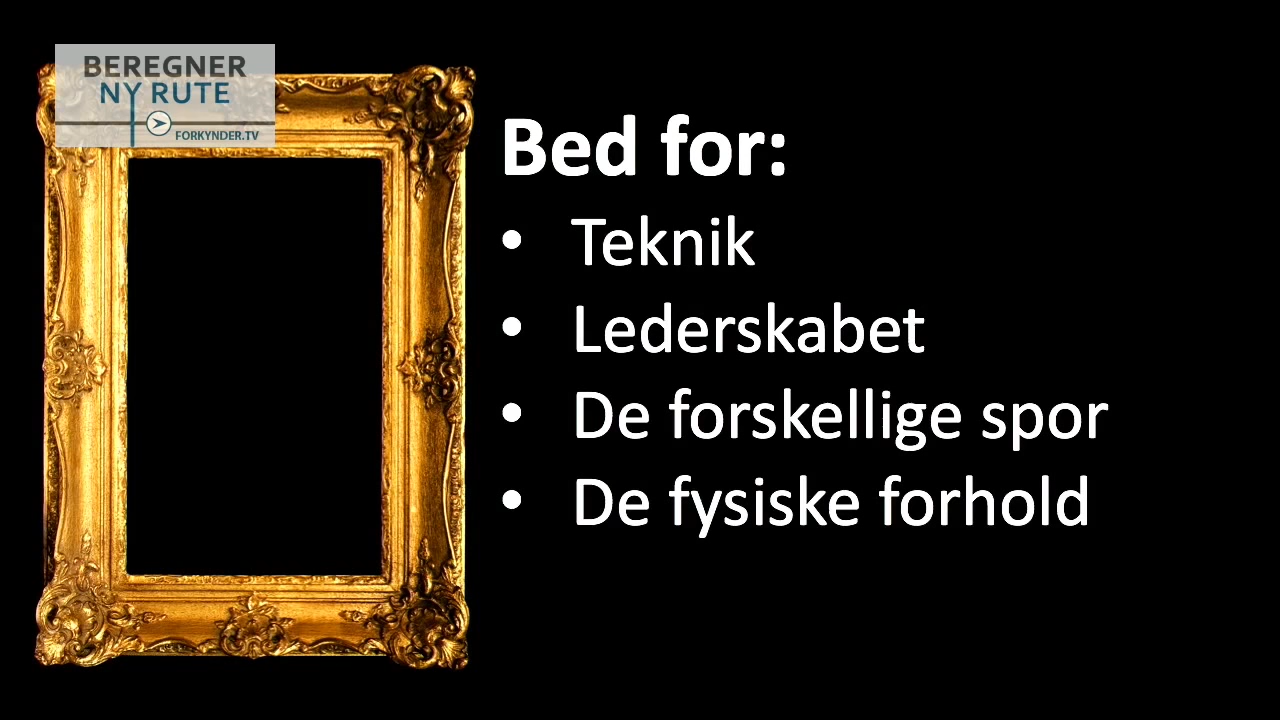 BEREGNER
NY RUTE
FORKYNDER.TV
Bed for:
• Teknik
• Lederskabet
• De forskellige spor
• De fysiske forhold